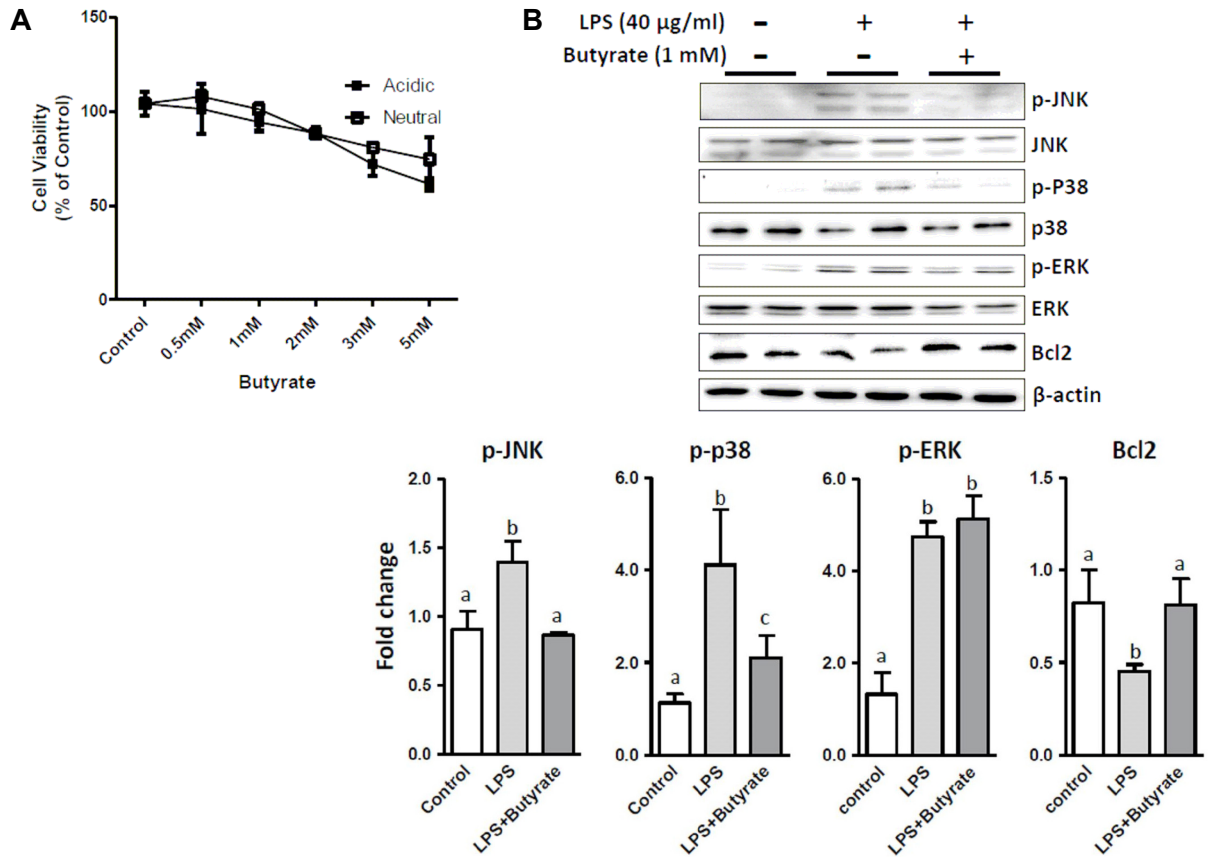 A
150
100
50
0
Cell Viability
(% of Control)
Acidic
Neutral
Control
0.5mM
1mM
2mM
3mM
5mM
Butyrate
B
LPS (40 μg/ml) - + +
Butyrate (1 mM) - - +
p-JNK
JNK
p-P38
p38
p-ERK
ERK
Bcl2
β-actin
p-JNK
Fold change
2.0
1.5
1.0
0.5
0.0
a
b
a
Control
LPS
LPS+Butyrate
p-p38
6.0
4.0
2.0
0.0
a
b
c
Control
LPS
LPS+Butyrate
p-ERK
6.0
4.0
2.0
0.0
a
b
b
control
LPS
LPS+Butyrate
Bcl2
1.5
1.0
0.5
0.0
a
b
a
control
LPS
LPS+Butyrate